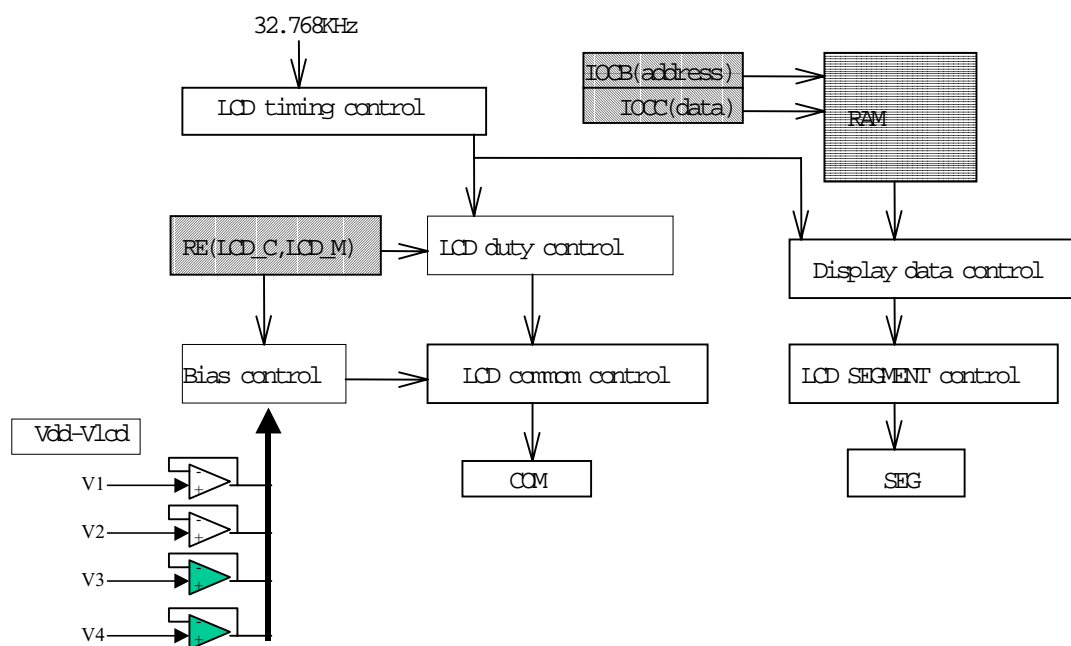 32.768KHz
LCD timing control
IOCB(address)
IOCC(data)
RAM
RE(LCD_C,LCD_M)
LCD duty control
Display data control
Bias control
LCD commom control
LCD SEGMENT control
Vdd-Vlcd
COM
SEG
-
+
V1
-
+
V2
-
+
V3
-
+
V4